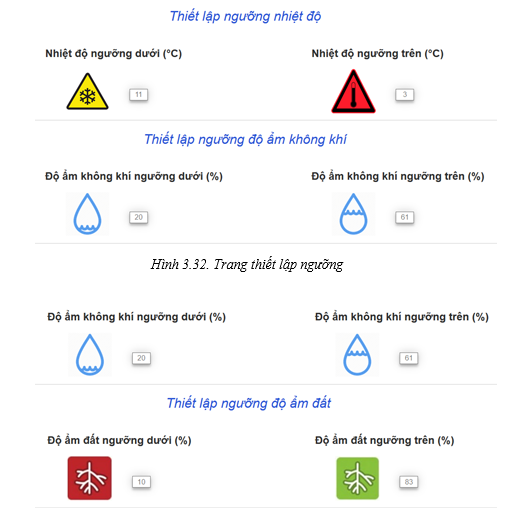 Thiết lập ngưỡng nhiệt độ
Nhiệt độ ngưỡng dưới (°C) Nhiệt độ ngưỡng trên (°C)
11 3
Thiết lập ngưỡng độ ẩm không khí
Độ ẩm không khí ngưỡng dưới (%) Độ ẩm không khí ngưỡng trên (%)
20 61
Hình 3.32. Trang thiết lập ngưỡng
Độ ẩm không khí ngưỡng dưới (%) Độ ẩm không khí ngưỡng trên (%)
20 61
Thiết lập ngưỡng độ ẩm đất
Độ ẩm đất ngưỡng dưới (%) Độ ẩm đất ngưỡng trên (%)
10 83